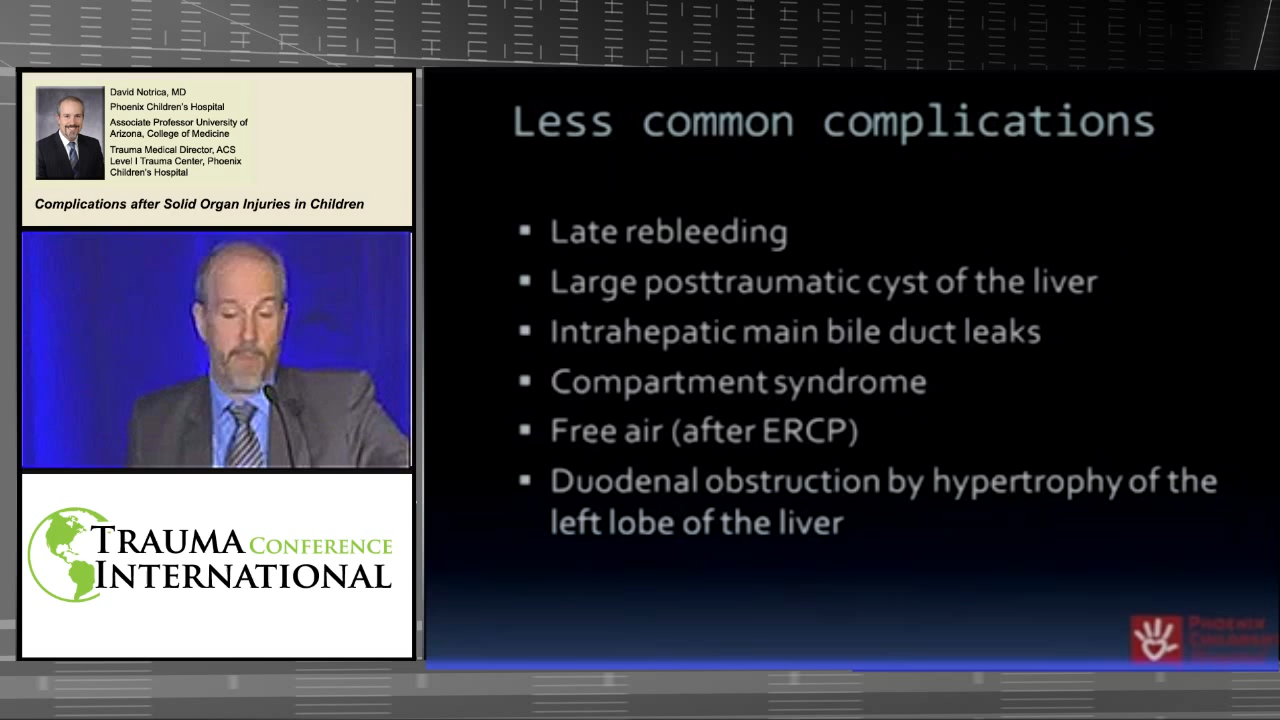 David Notrica, MD
Phoenix Children's Hospital
Associate Professor University of
Arizona, College of Medicine
Trauma Medical Director, ACS
Level I Trauma Center, Phoenix
Children's Hospital
Complications after Solid Organ Injuries in Children
TRAUMA CONFERENCE
INTERNATIONAL
Less common complications
▪ Late rebleeding
▪ Large posttraumatic cyst of the liver
▪ Intrahepatic main bile duct leaks
▪ Compartment syndrome
▪ Free air (after ERCP)
▪ Duodenal obstruction by hypertrophy of the
left lobe of the liver
PHOENIX